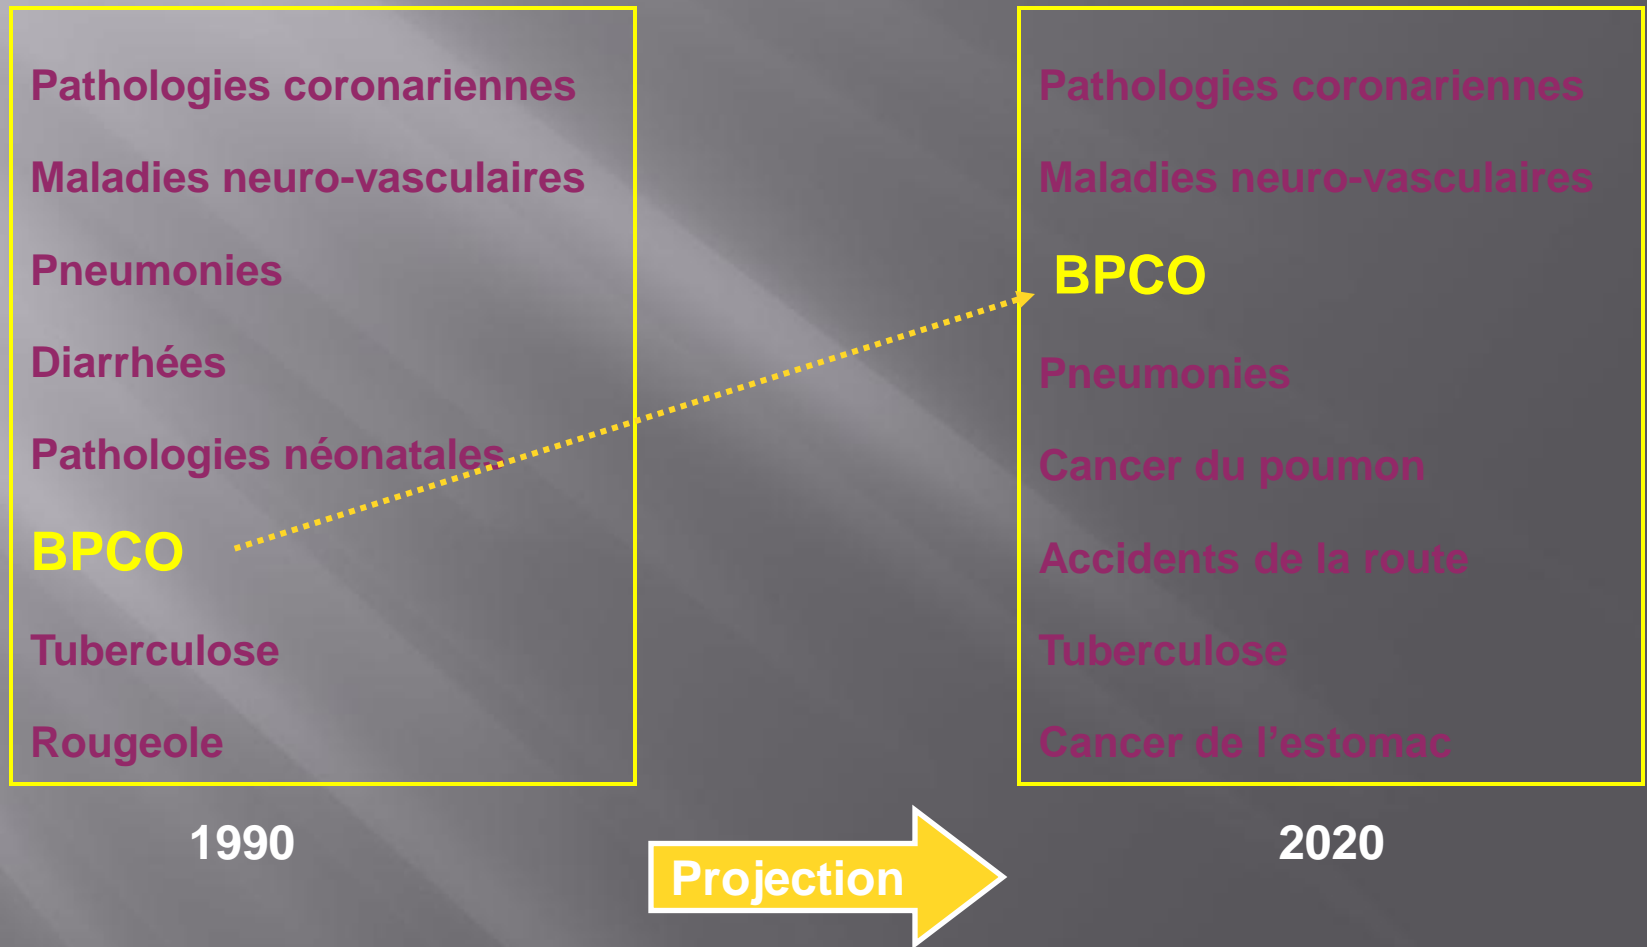 Pathologies coronariennes
Maladies neuro-vasculaires
Pneumonies
Diarrhées
Pathologies néonatales
BPCO
Tuberculose
Rougeole
1990
Projection
Pathologies coronariennes
Maladies neuro-vasculaires
BPCO
Pneumonies
Cancer du poumon
Accidents de la route
Tuberculose
Cancer de l’estomac
2020